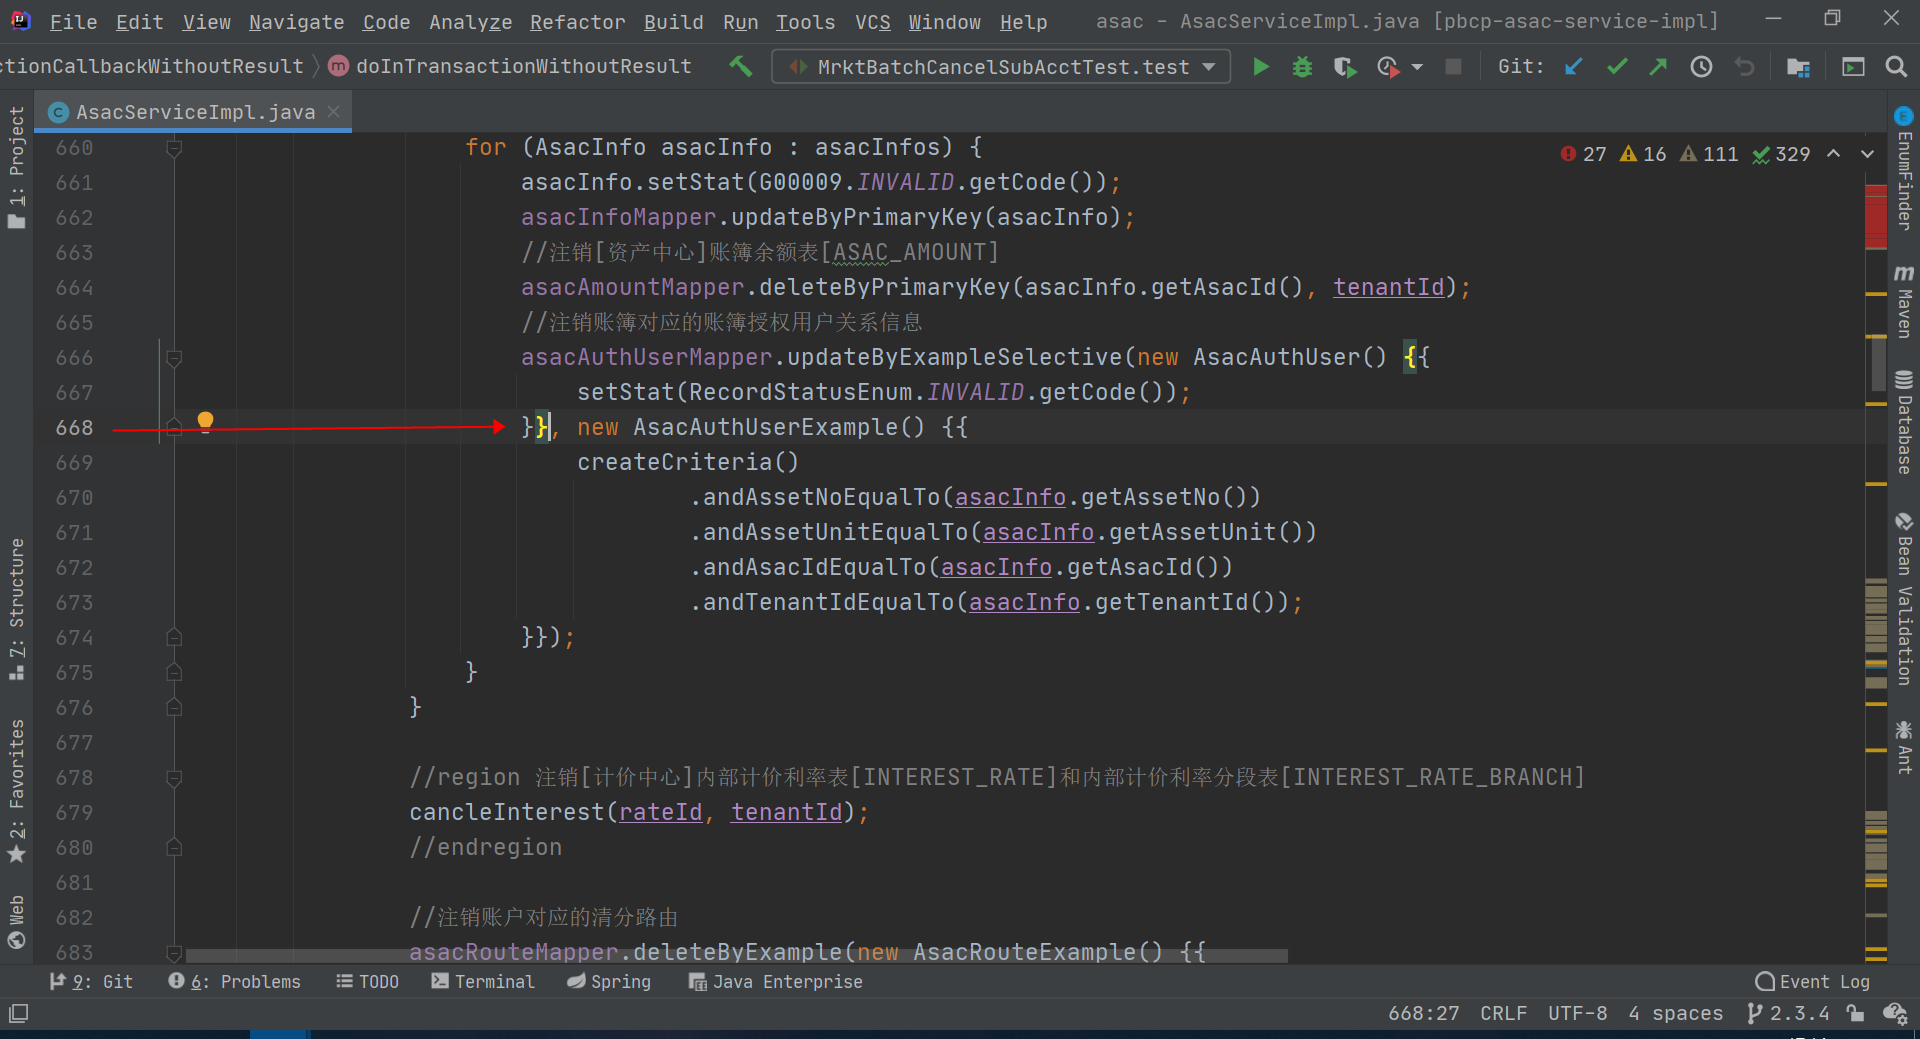 File Edit View Navigate Code Analyze Refactor Build Run Tools VCS Window Help asac - AsacServiceImpl.java [pbcp-asac-service-impl]
ctionCallbackWithoutResult doInTransactionWithoutResult MrktBatchCancelSubAcctTest.test Git:
AsacServiceImpl.java
27 16 111 329
660 for (AsacInfo asacInfo : asacInfos) {
661 asacInfo.setStat(G00009.INVALID.getCode());
662 asacInfoMapper.updateByPrimaryKey(asacInfo);
663 //注销[资产中心]账簿余额表[ASAC_AMOUNT]
664 asacAmountMapper.deleteByPrimaryKey(asacInfo.getAsacId(), tenantId);
665 //注销账簿对应的账簿授权用户关系信息
666 asacAuthUserMapper.updateByExampleSelective(new AsacAuthUser() {{
667 setStat(RecordStatusEnum.INVALID.getCode());
668 }}, new AsacAuthUserExample() {{
669 createCriteria()
670 .andAssetNoEqualTo(asacInfo.getAssetNo())
671 .andAssetUnitEqualTo(asacInfo.getAssetUnit())
672 .andAsacIdEqualTo(asacInfo.getAsacId())
673 .andTenantIdEqualTo(asacInfo.getTenantId());
674 }});
675 }
676 }
677
678 //region 注销[计价中心]内部计价利率表[INTEREST_RATE]和内部计价利率分段表[INTEREST_RATE_BRANCH]
679 cancleInterest(rateId, tenantId);
680 //endregion
681
682 //注销账户对应的清分路由
683 asacRouteMapper.deleteByExample(new AsacRouteExample() {{
1: Project
7: Structure
2: Favorites
Web
EnumFinder
Maven
Database
Bean Validation
Ant
9: Git 6: Problems TODO Terminal Spring Java Enterprise Event Log
668:27 CRLF UTF-8 4 spaces 2.3.4